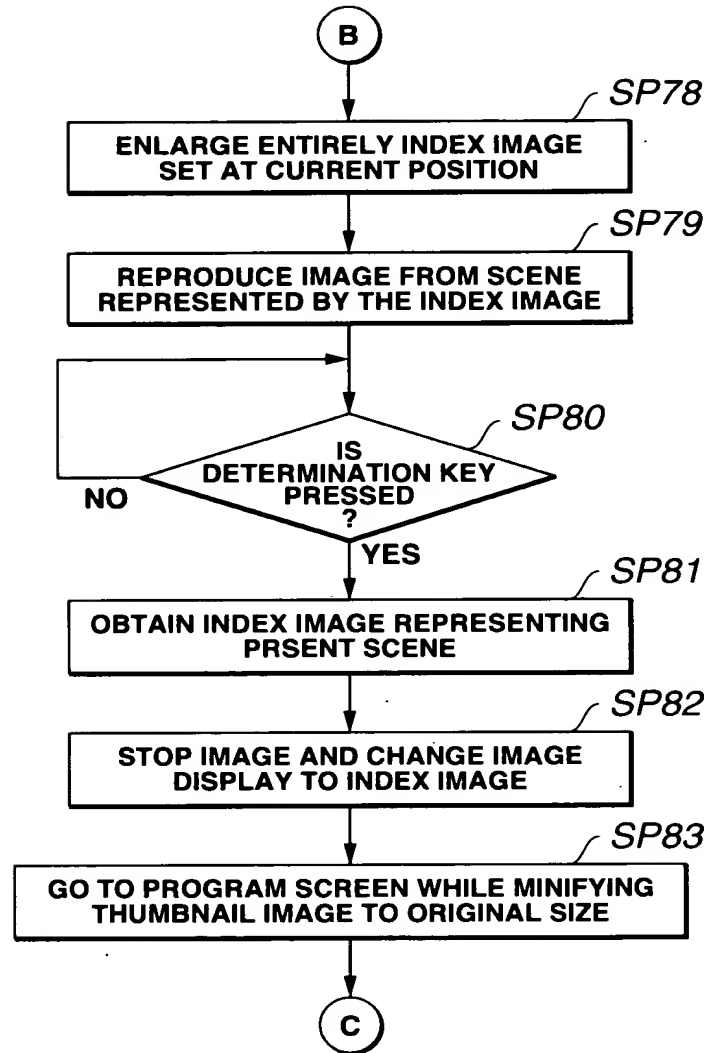 B
SP78
ENLARGE ENTIRELY INDEX IMAGE
SET AT CURRENT POSITION
SP79
REPRODUCE IMAGE FROM SCENE
REPRESENTED BY THE INDEX IMAGE
SP80
IS
DETERMINATION KEY
PRESSED
?
NO
YES
SP81
OBTAIN INDEX IMAGE REPRESENTING
PRSENT SCENE
SP82
STOP IMAGE AND CHANGE IMAGE
DISPLAY TO INDEX IMAGE
SP83
GO TO PROGRAM SCREEN WHILE MINIFYING
THUMBNAIL IMAGE TO ORIGINAL SIZE
C